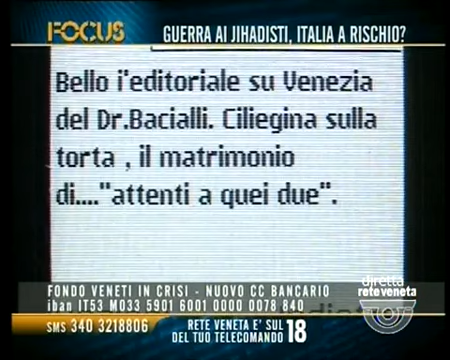 FOCUS
GUERRA AI JIHADISTI, ITALIA A RISCHIO?
Bello i'editoriale su Venezia
del Dr.Bacialli. Ciliegina sulla
torta , il matrimonio
di...."attenti a quei due".
FONDO VENETI IN CRISI - NUOVO CC BANCARIO
iban IT53 M033 5901 6001 0000 0078 840
diretta
reteveneta
SMS 340 3218806
RETE VENETA E' SUL
DEL TUO TELECOMANDO 18